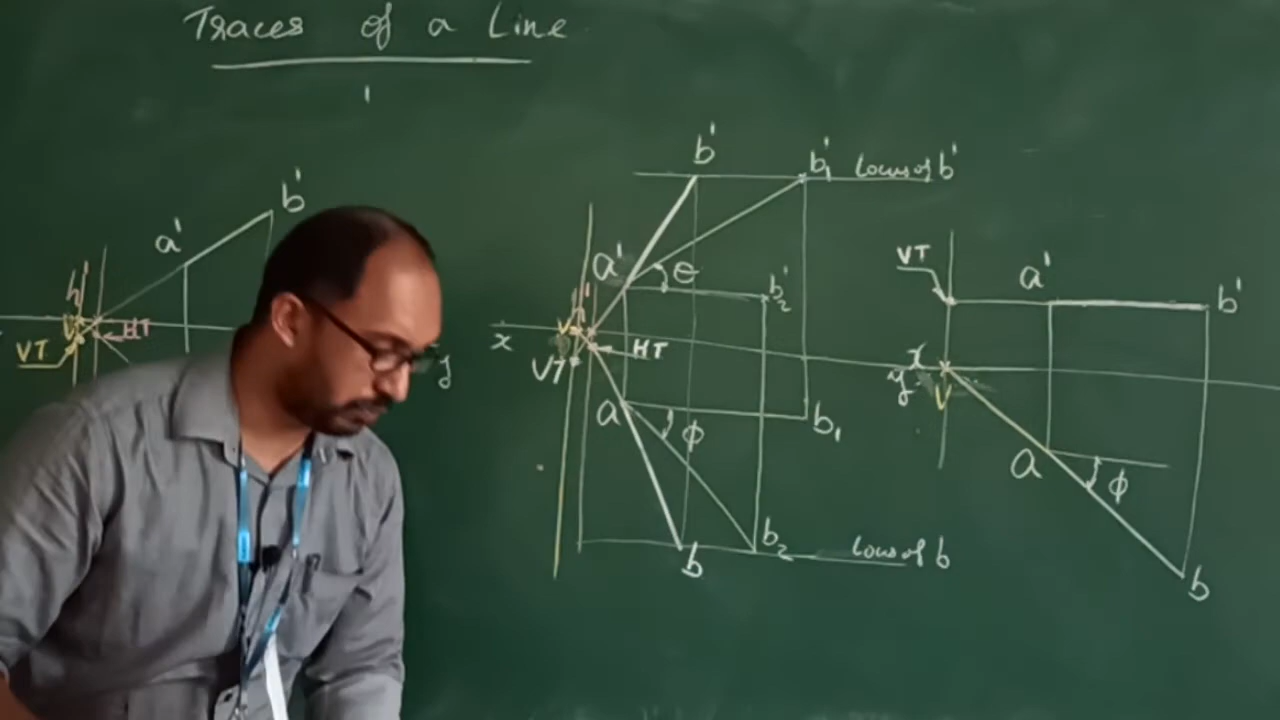 Traces of a Line
b'
a'
h'
V
HT
VT
y
b'
b'₁
locus of b'
a'
θ
b'₂
h'
x
V
HT
VT
a
b₁
ϕ
b₂
b
locus of b
VT
a'
b'
x
y
V
a
ϕ
b